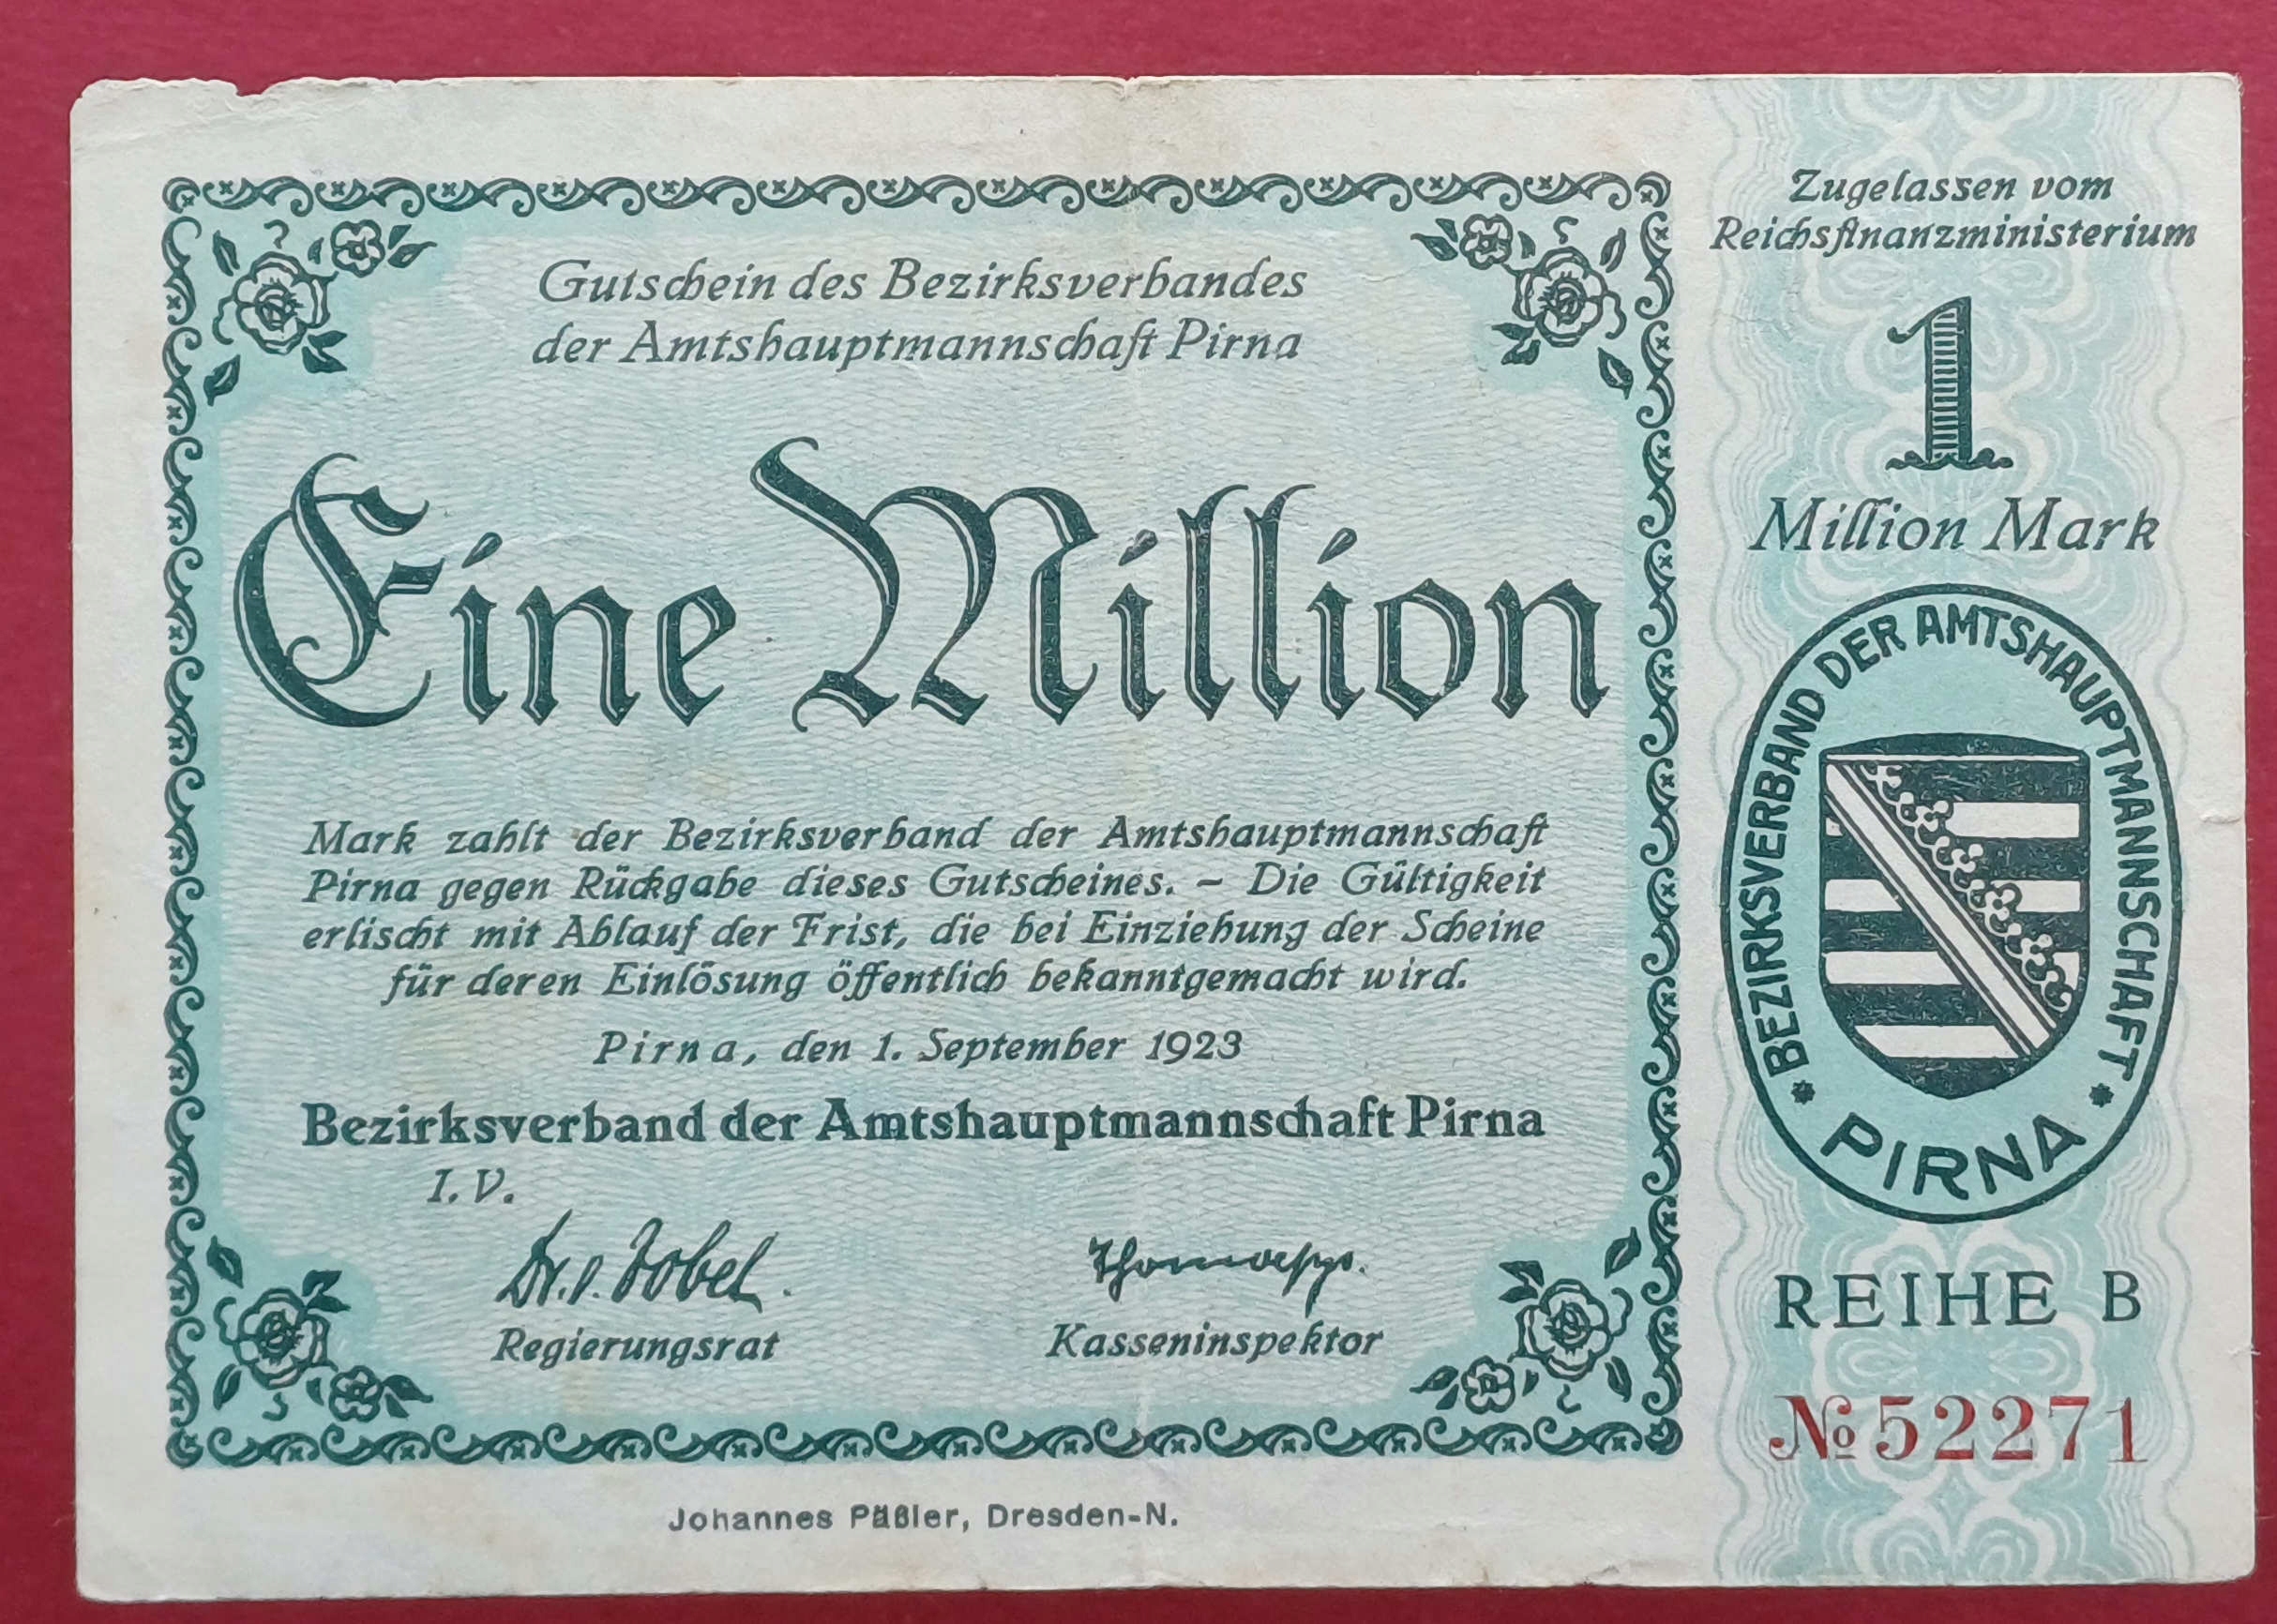 Gutschein des Bezirksverbandes
der Amtshauptmannschaft Pirna
Eine Million
Mark zahlt der Bezirksverband der Amtshauptmannschaft
Pirna gegen Rückgabe dieses Gutscheines. – Die Gültigkeit
erlischt mit Ablauf der Frist, die bei Einziehung der Scheine
für deren Einlösung öffentlich bekanntgemacht wird.
Pirna, den 1. September 1923
Bezirksverband der Amtshauptmannschaft Pirna
I. V.
Regierungsrat
Kasseninspektor
Johannes Päßler, Dresden-N.
Zugelassen vom
Reichsfinanzministerium
1
Million Mark
BEZIRKSVERBAND DER AMTSHAUPTMANNSCHAFT
PIRNA
REIHE B
№ 52271